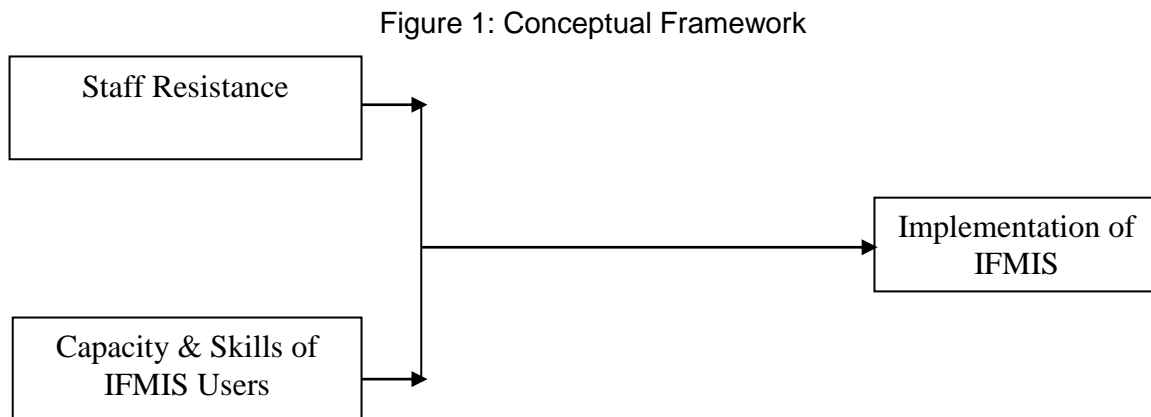 Figure 1: Conceptual Framework
Staff Resistance
Implementation of
IFMIS
Capacity & Skills of
IFMIS Users